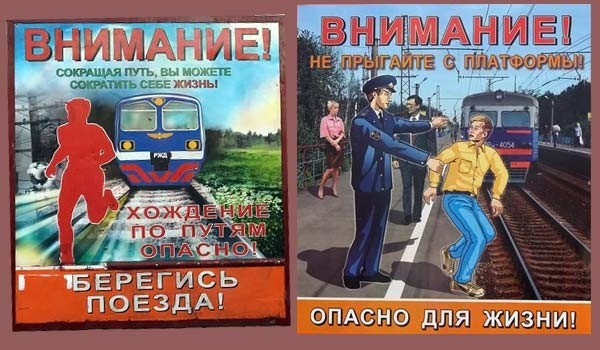 ВНИМАНИЕ!
СОКРАЩАЯ ПУТЬ, ВЫ МОЖЕТЕ
СОКРАТИТЬ СЕБЕ ЖИЗНЬ!
РЖД
ХОЖДЕНИЕ
ПО ПУТЯМ
ОПАСНО!
БЕРЕГИСЬ
ПОЕЗДА!
ВНИМАНИЕ!
НЕ ПРЫГАЙТЕ С ПЛАТФОРМЫ!
4054
ОПАСНО ДЛЯ ЖИЗНИ!